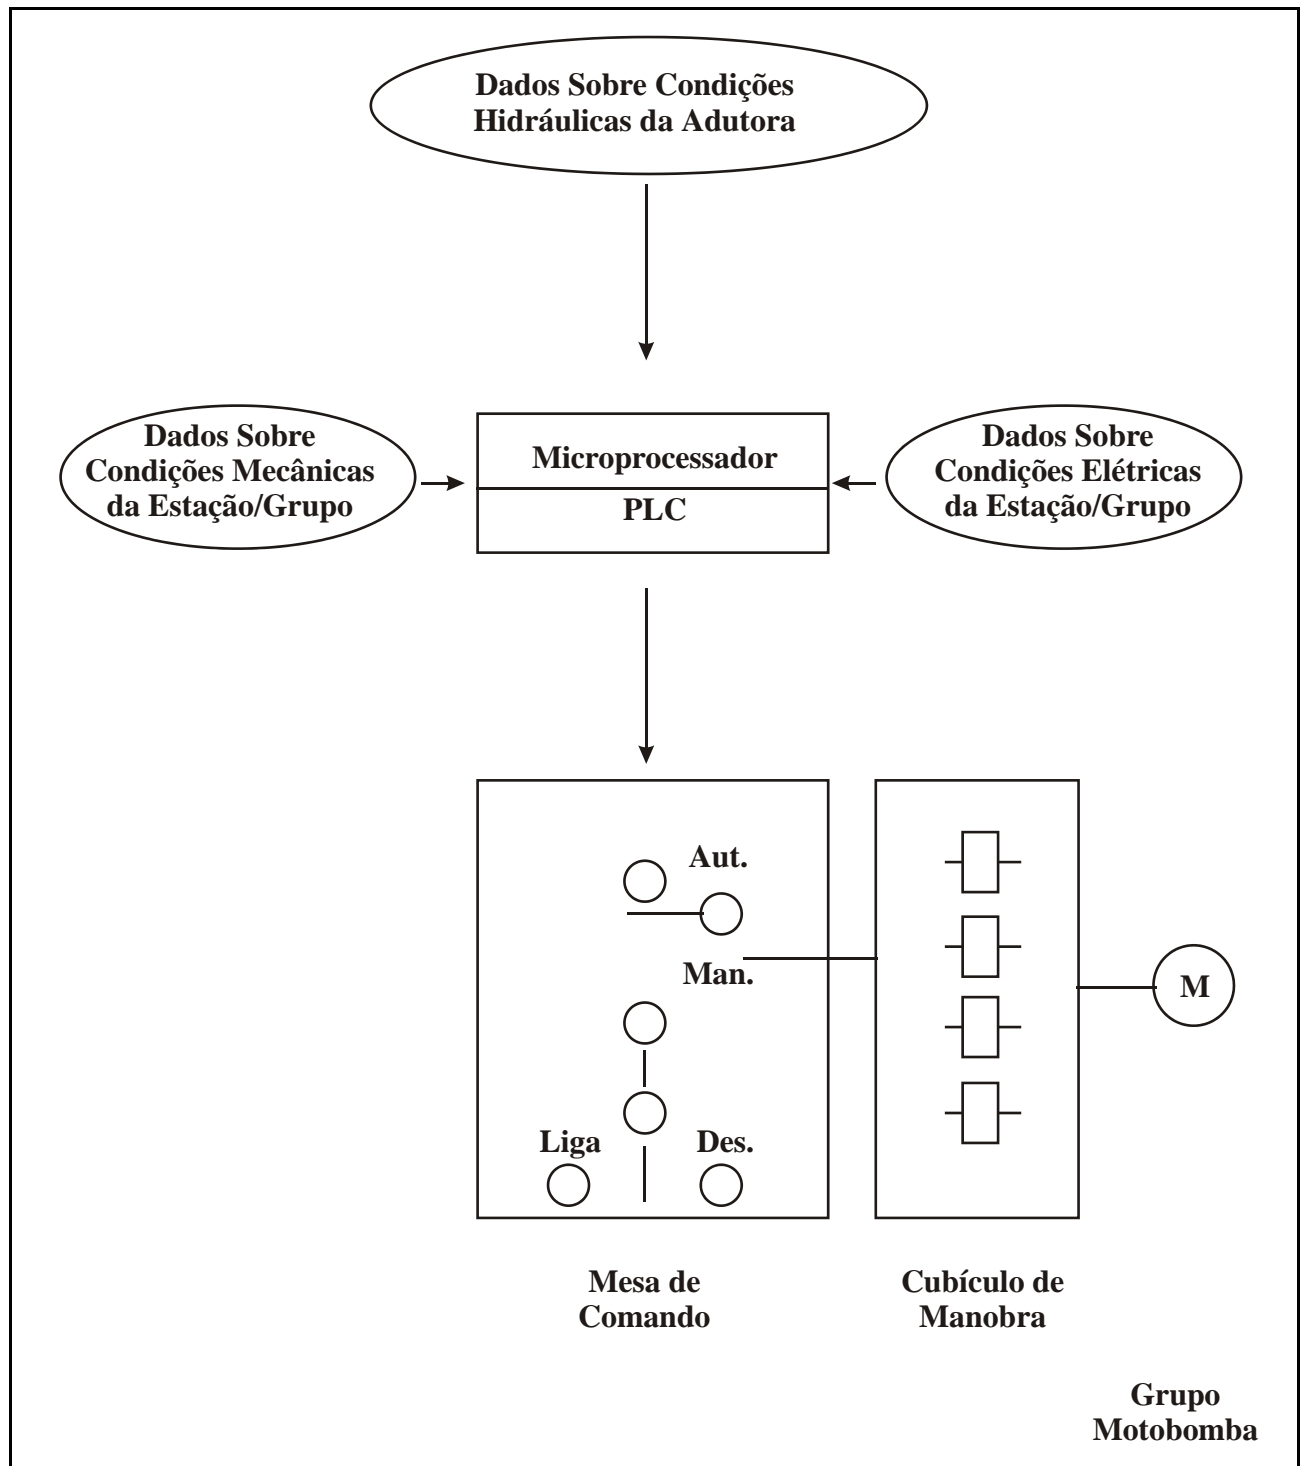 Dados Sobre Condições
Hidráulicas da Adutora
Dados Sobre
Condições Mecânicas
da Estação/Grupo
Microprocessador
PLC
Dados Sobre
Condições Elétricas
da Estação/Grupo
Aut.
Man.
Liga
Des.
M
Mesa de
Comando
Cubículo de
Manobra
Grupo
Motobomba